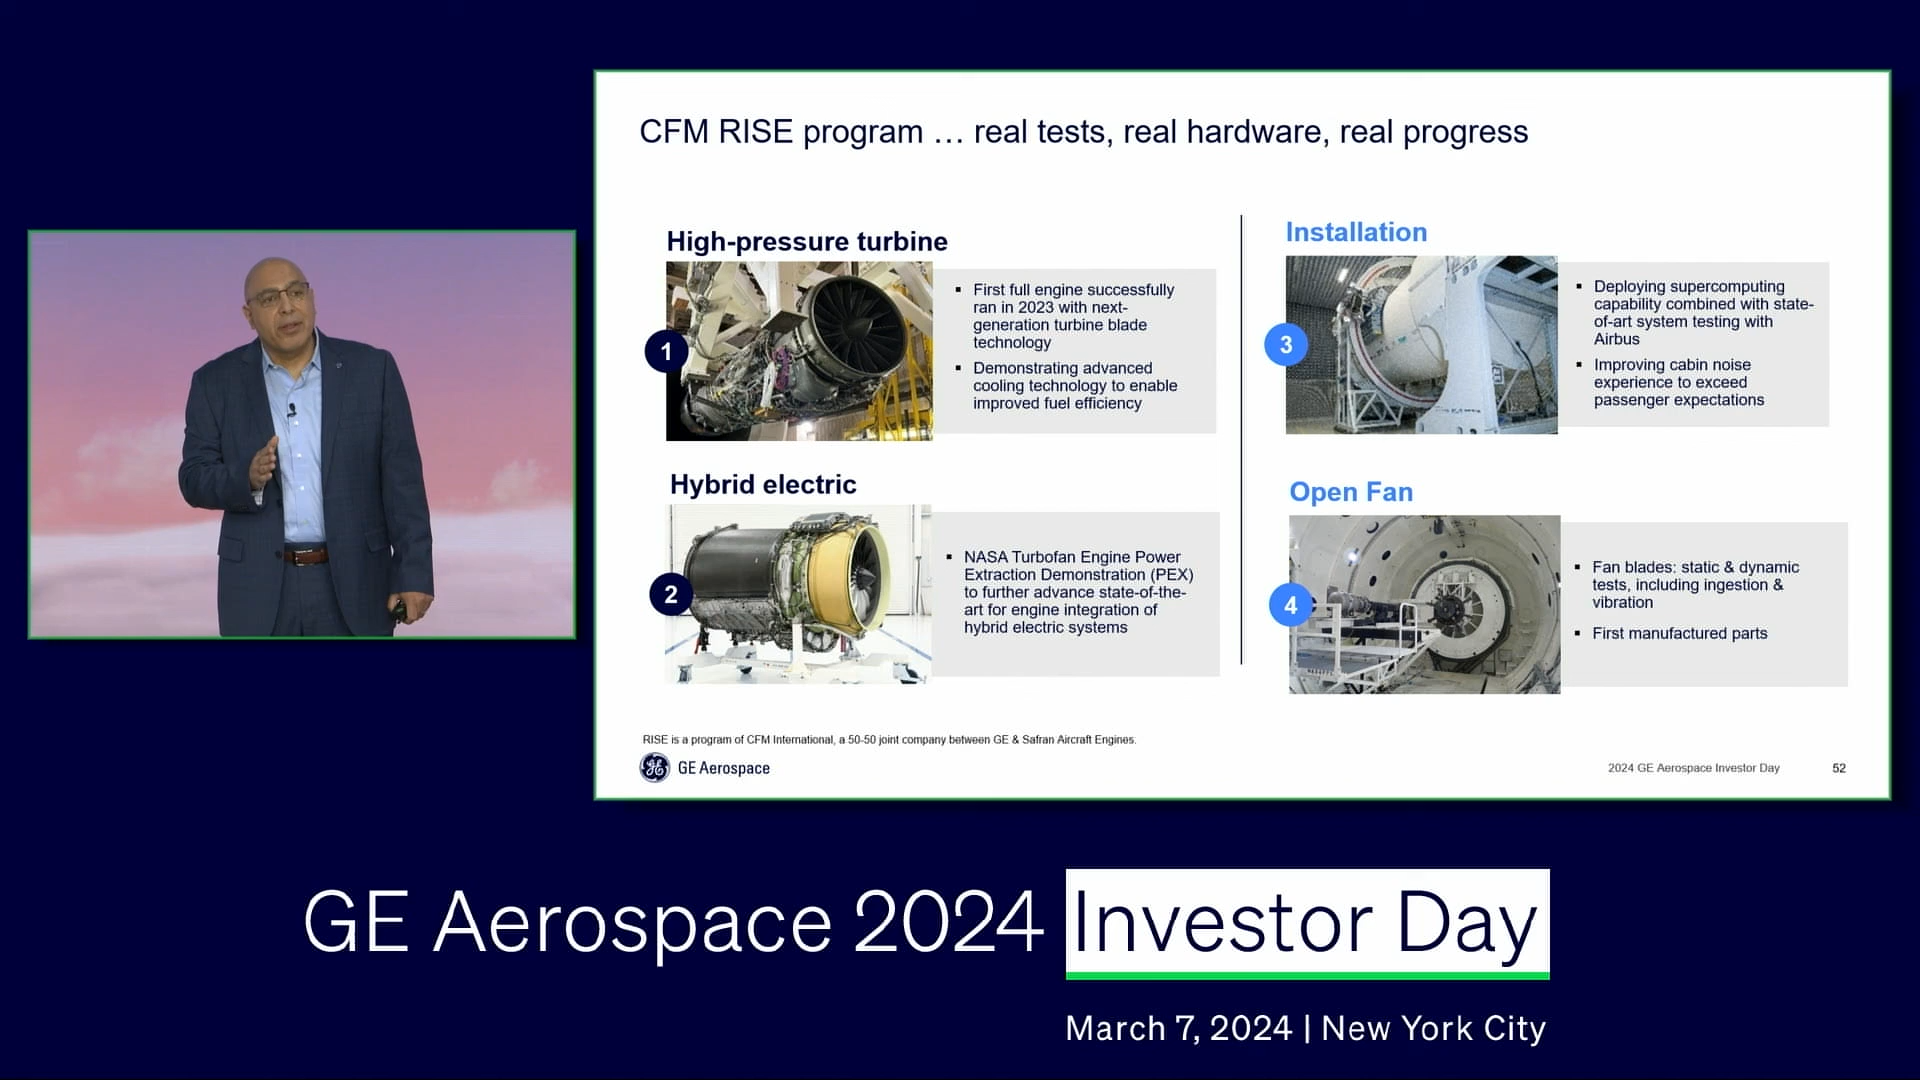 CFM RISE program … real tests, real hardware, real progress
High-pressure turbine
1
▪ First full engine successfully
ran in 2023 with next-
generation turbine blade
technology
▪ Demonstrating advanced
cooling technology to enable
improved fuel efficiency
Hybrid electric
2
▪ NASA Turbofan Engine Power
Extraction Demonstration (PEX)
to further advance state-of-the-
art for engine integration of
hybrid electric systems
Installation
3
▪ Deploying supercomputing
capability combined with state-
of-art system testing with
Airbus
▪ Improving cabin noise
experience to exceed
passenger expectations
Open Fan
4
▪ Fan blades: static & dynamic
tests, including ingestion &
vibration
▪ First manufactured parts
RISE is a program of CFM International, a 50-50 joint company between GE & Safran Aircraft Engines.
GE Aerospace
2024 GE Aerospace Investor Day 52
GE Aerospace 2024 Investor Day
March 7, 2024 | New York City